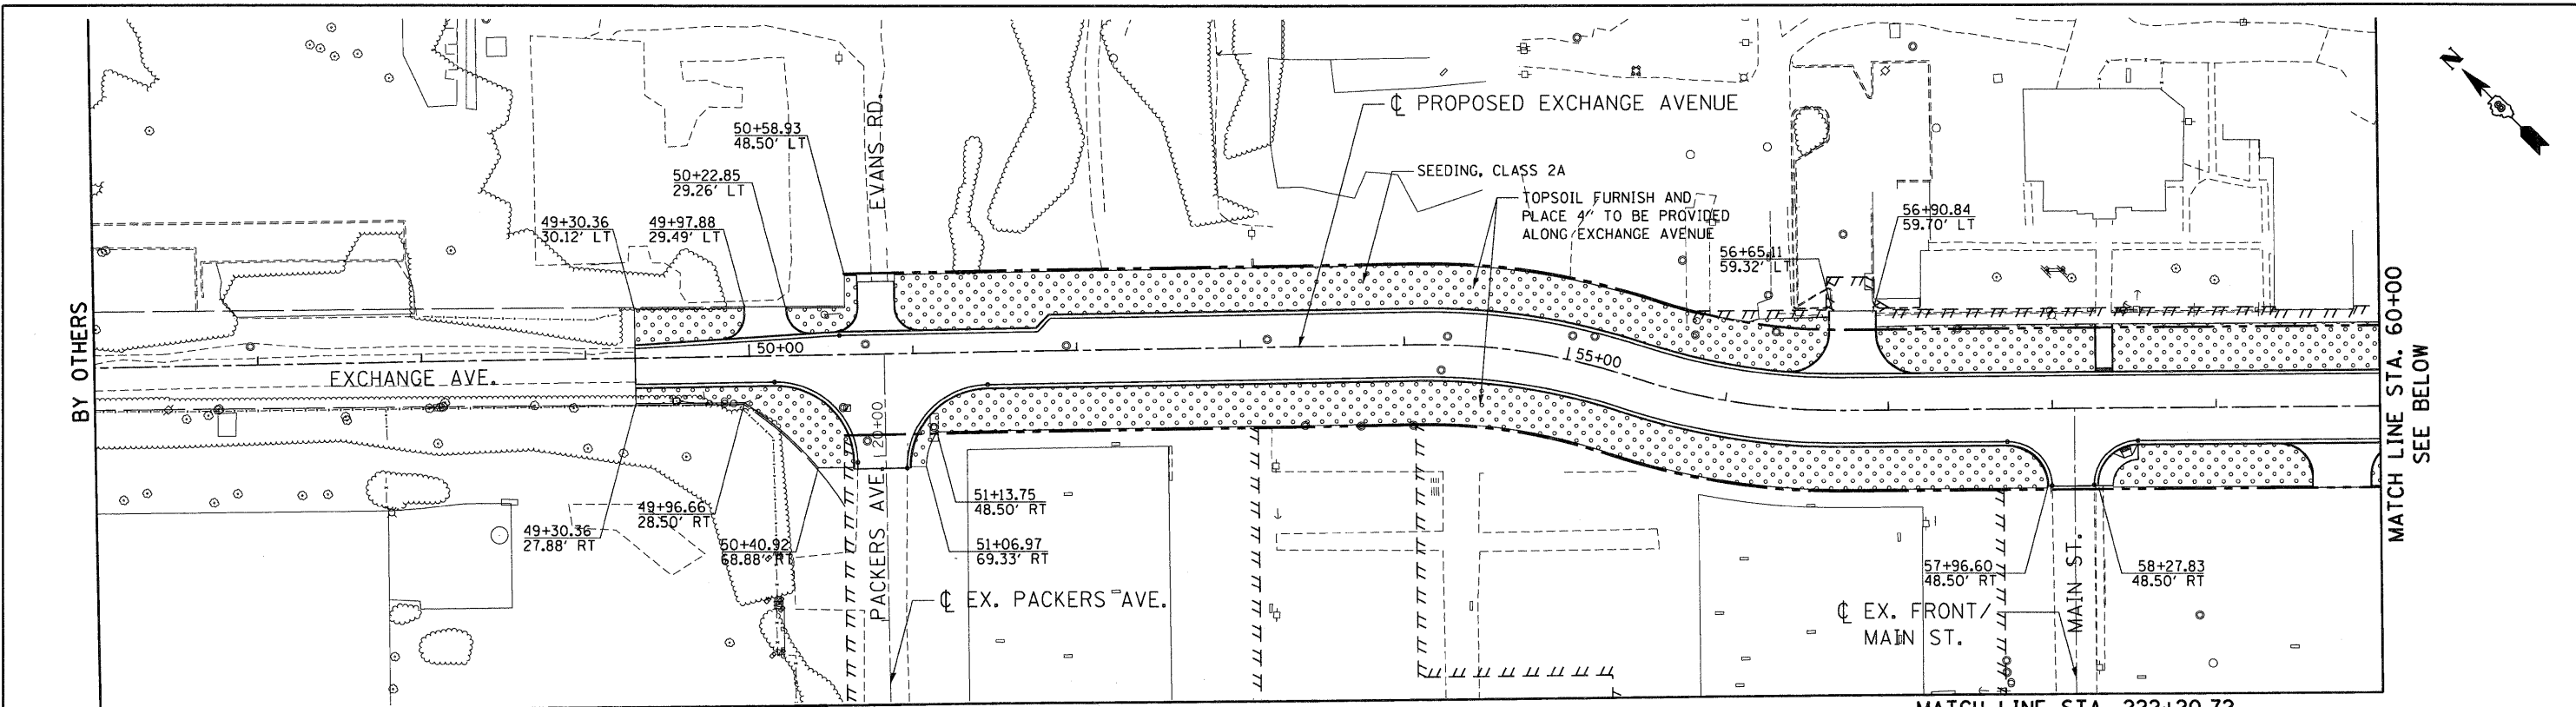 N
BY OTHERS
EVANS RD.
50+58.93
48.50' LT
50+22.85
29.26' LT
49+30.36
30.12' LT
49+97.88
29.49' LT
℄ PROPOSED EXCHANGE AVENUE
SEEDING, CLASS 2A
TOPSOIL FURNISH AND
PLACE 4" TO BE PROVIDED
ALONG EXCHANGE AVENUE
56+65.11
59.32' LT
56+90.84
59.70' LT
EXCHANGE AVE.
50+00
55+00
MATCH LINE STA. 60+00
SEE BELOW
49+30.36
27.88' RT
49+96.66
28.50' RT
50+40.92
68.88' RT
PACKERS AVE.
120+00
51+13.75
48.50' RT
51+06.97
69.33' RT
℄ EX. PACKERS AVE.
57+96.60
48.50' RT
58+27.83
48.50' RT
℄ EX. FRONT/
MAIN ST.
MAIN ST.
MATCH LINE STA. 222+20.72